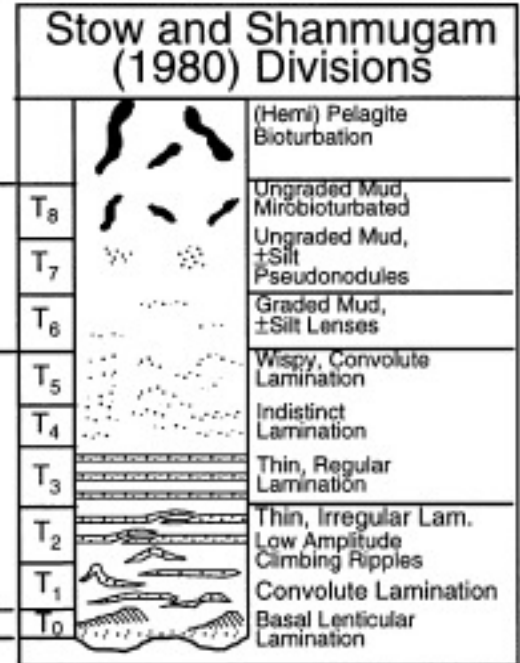 Stow and Shanmugam
(1980) Divisions
(Hemi) Pelagite
Bioturbation
T8
Ungraded Mud,
Mirobioturbated
T7
Ungraded Mud,
±Silt
Pseudonodules
T6
Graded Mud,
±Silt Lenses
T5
Wispy, Convolute
Lamination
T4
Indistinct
Lamination
T3
Thin, Regular
Lamination
T2
Thin, Irregular Lam.
Low Amplitude
Climbing Ripples
T1
Convolute Lamination
T0
Basal Lenticular
Lamination